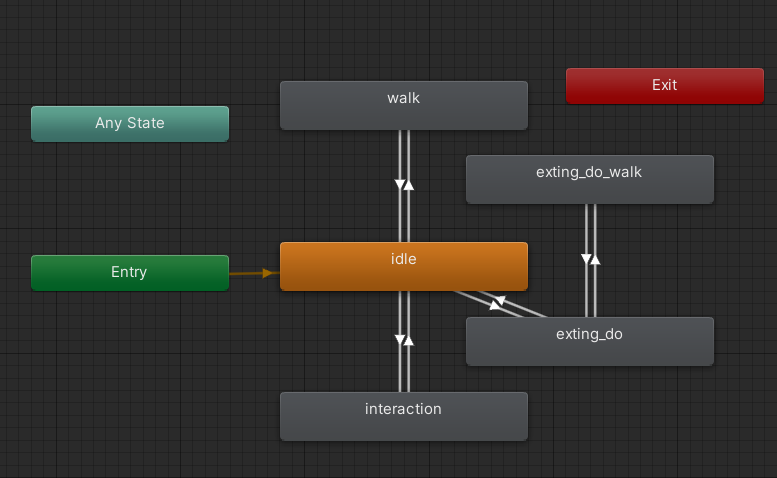 walk
Exit
Any State
exting_do_walk
idle
Entry
exting_do
interaction